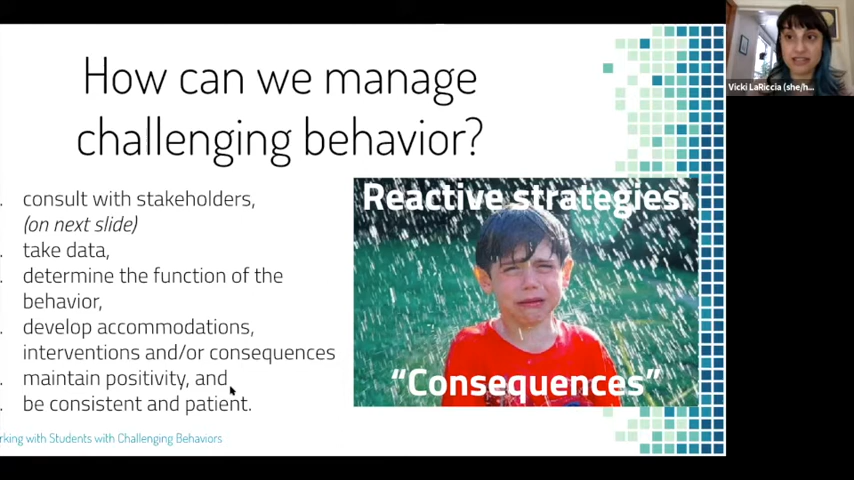 How can we manage
challenging behavior?
. consult with stakeholders,
(on next slide)
. take data,
. determine the function of the
behavior,
. develop accommodations,
interventions and/or consequences
. maintain positivity, and
. be consistent and patient.
Reactive strategies:
“Consequences”
rking with Students with Challenging Behaviors
Vicki LaRiccia (she/h...